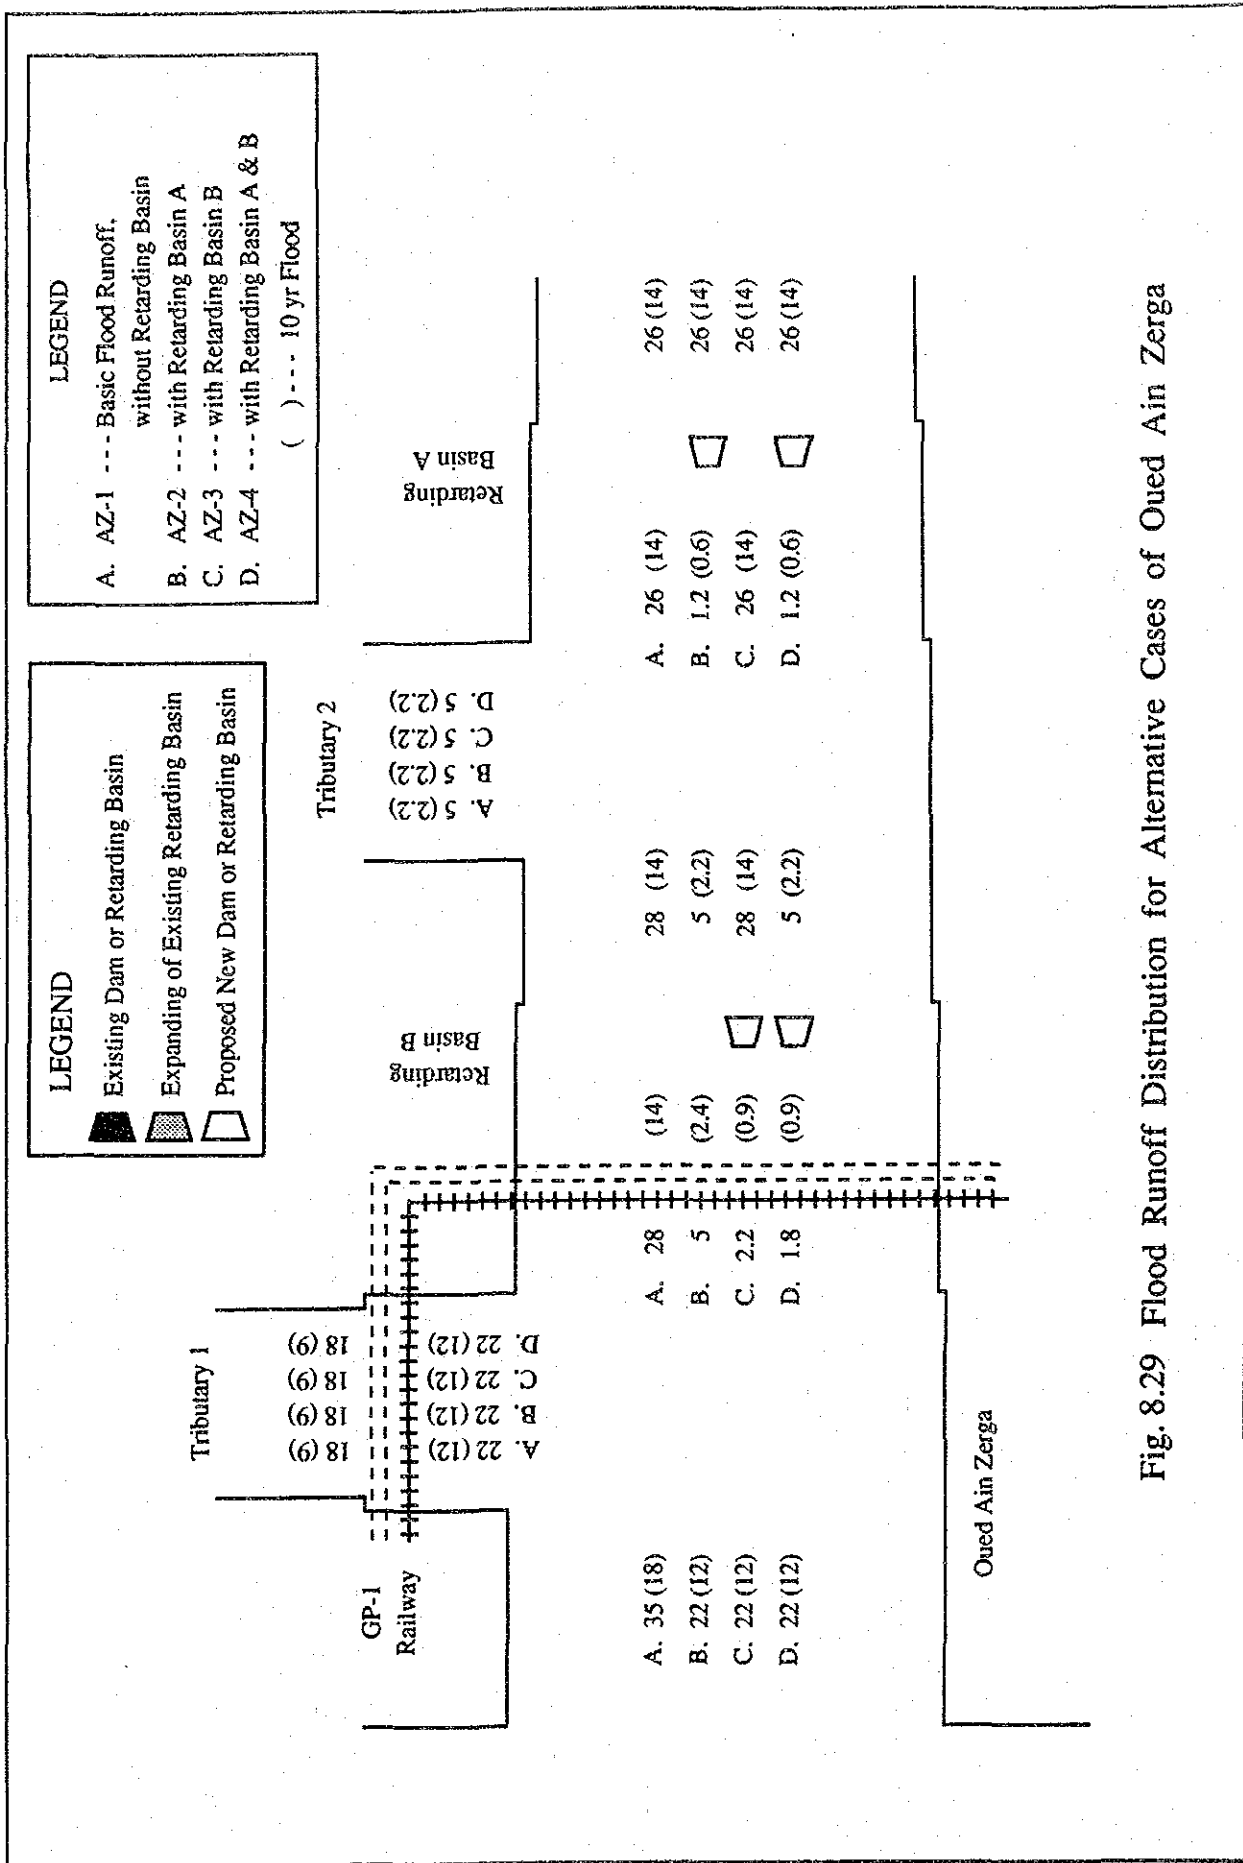 LEGEND
Existing Dam or Retarding Basin
Expanding of Existing Retarding Basin
Proposed New Dam or Retarding Basin
LEGEND
A. AZ-1 --- Basic Flood Runoff,
without Retarding Basin
B. AZ-2 --- with Retarding Basin A
C. AZ-3 --- with Retarding Basin B
D. AZ-4 --- with Retarding Basin A & B
( ) --- 10 yr Flood
Tributary 1
18 (9)
18 (9)
18 (9)
18 (9)
A. 22 (12)
B. 22 (12)
C. 22 (12)
D. 22 (12)
GP-1
Railway
Tributary 2
A. 5 (2.2)
B. 5 (2.2)
C. 5 (2.2)
D. 5 (2.2)
Retarding
Basin B
Retarding
Basin A
A. 35 (18)
B. 22 (12)
C. 22 (12)
D. 22 (12)
A. 28 (14)
B. 5 (2.4)
C. 2.2 (0.9)
D. 1.8 (0.9)
28 (14)
5 (2.2)
28 (14)
5 (2.2)
A. 26 (14)
B. 1.2 (0.6)
C. 26 (14)
D. 1.2 (0.6)
26 (14)
26 (14)
26 (14)
26 (14)
Oued Ain Zerga
Fig. 8.29 Flood Runoff Distribution for Alternative Cases of Oued Ain Zerga